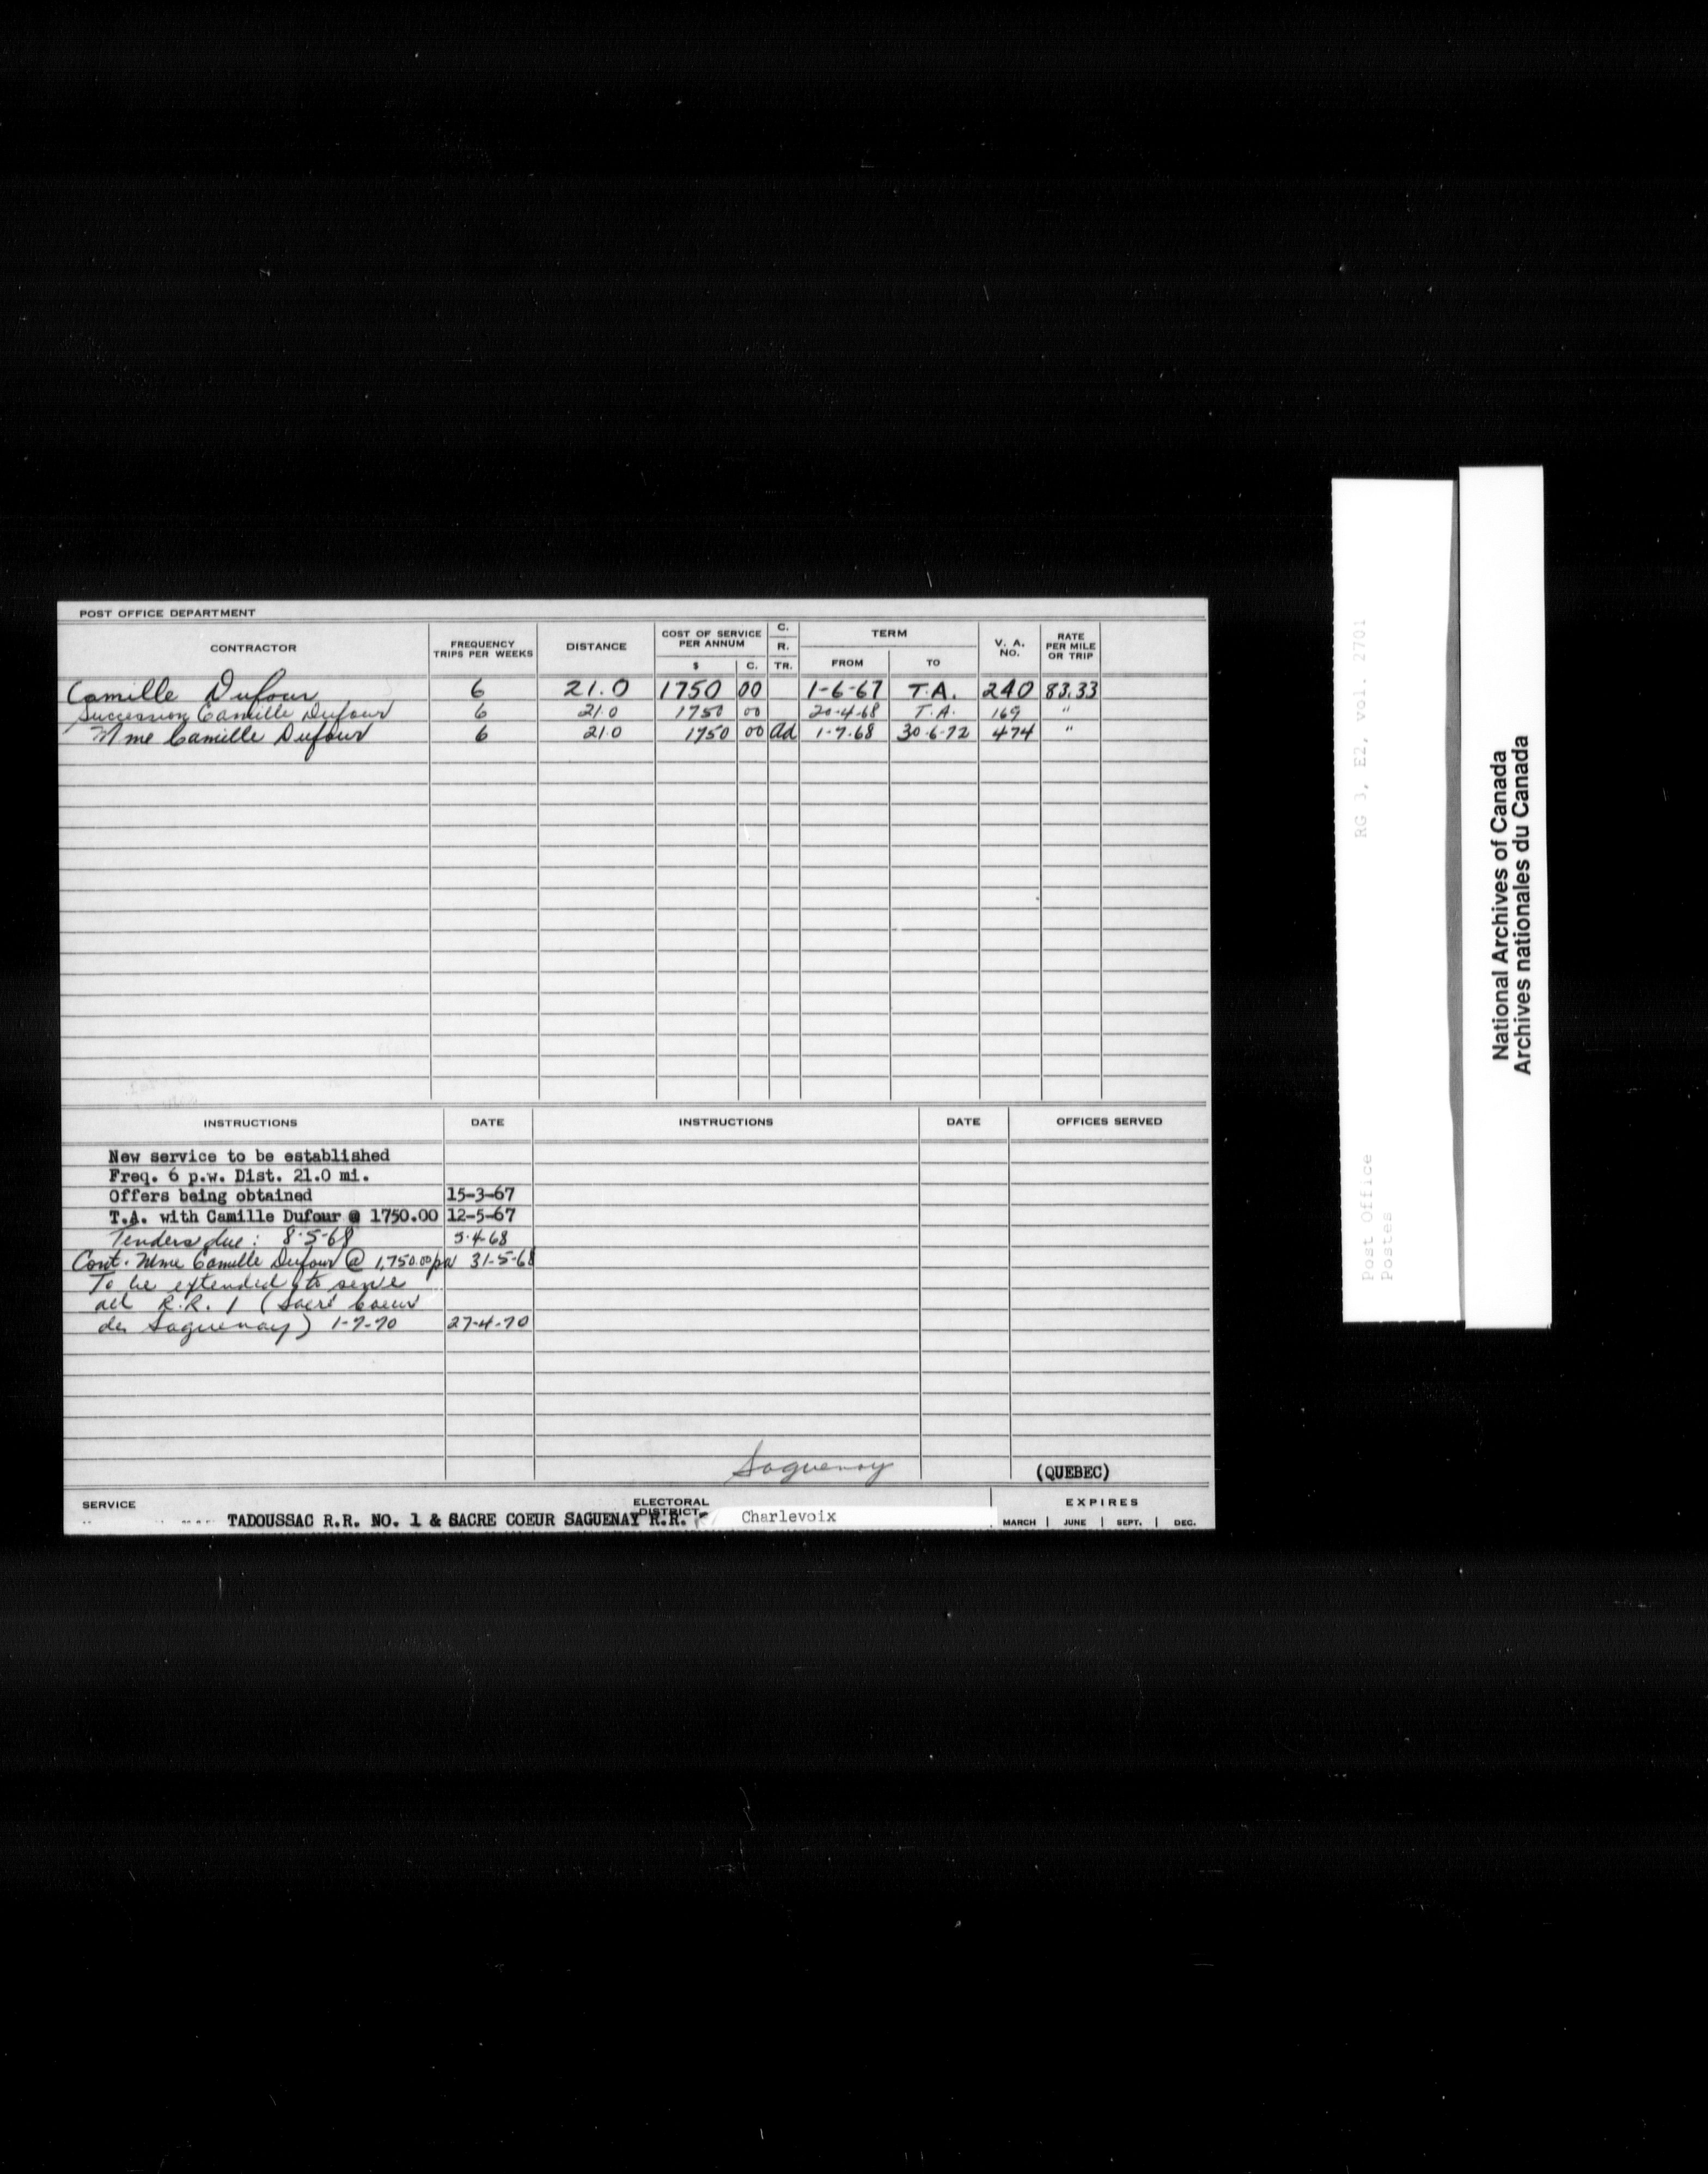 POST OFFICE DEPARTMENT
CONTRACTOR FREQUENCY TRIPS PER WEEKS DISTANCE COST OF SERVICE PER ANNUM $ C. C. R. TR. TERM FROM TO V. A. NO. RATE PER MILE OR TRIP
Camille Dufour 6 21.0 1750 00 1-6-67 T.A. 240 83.33
Succession Camille Dufour 6 21.0 1750 00 20-4-68 T.A. 169 "
Mme Camille Dufour 6 21.0 1750 00 Ad 1-7-68 30-6-72 474 "
INSTRUCTIONS DATE INSTRUCTIONS DATE OFFICES SERVED
New service to be established
Freq. 6 p.w. Dist. 21.0 mi.
Offers being obtained 15-3-67
T.A. with Camille Dufour @ 1750.00 12-5-67
Tenders due: 8-5-68 3-4-68
Cont. Mme Camille Dufour @ 1,750.00 pa 31-5-68
To be extended to serve
all R.R. 1 (Sacré Coeur
du Saguenay) 1-7-70 27-4-70
Saguenay (QUEBEC)
SERVICE TADOUSSAC R.R. NO. 1 & SACRE COEUR SAGUENAY R.R. ELECTORAL DISTRICT Charlevoix EXPIRES
MARCH JUNE SEPT. DEC.
RG 3, E2, vol. 2701
Post Office
Postes
National Archives of Canada
Archives nationales du Canada